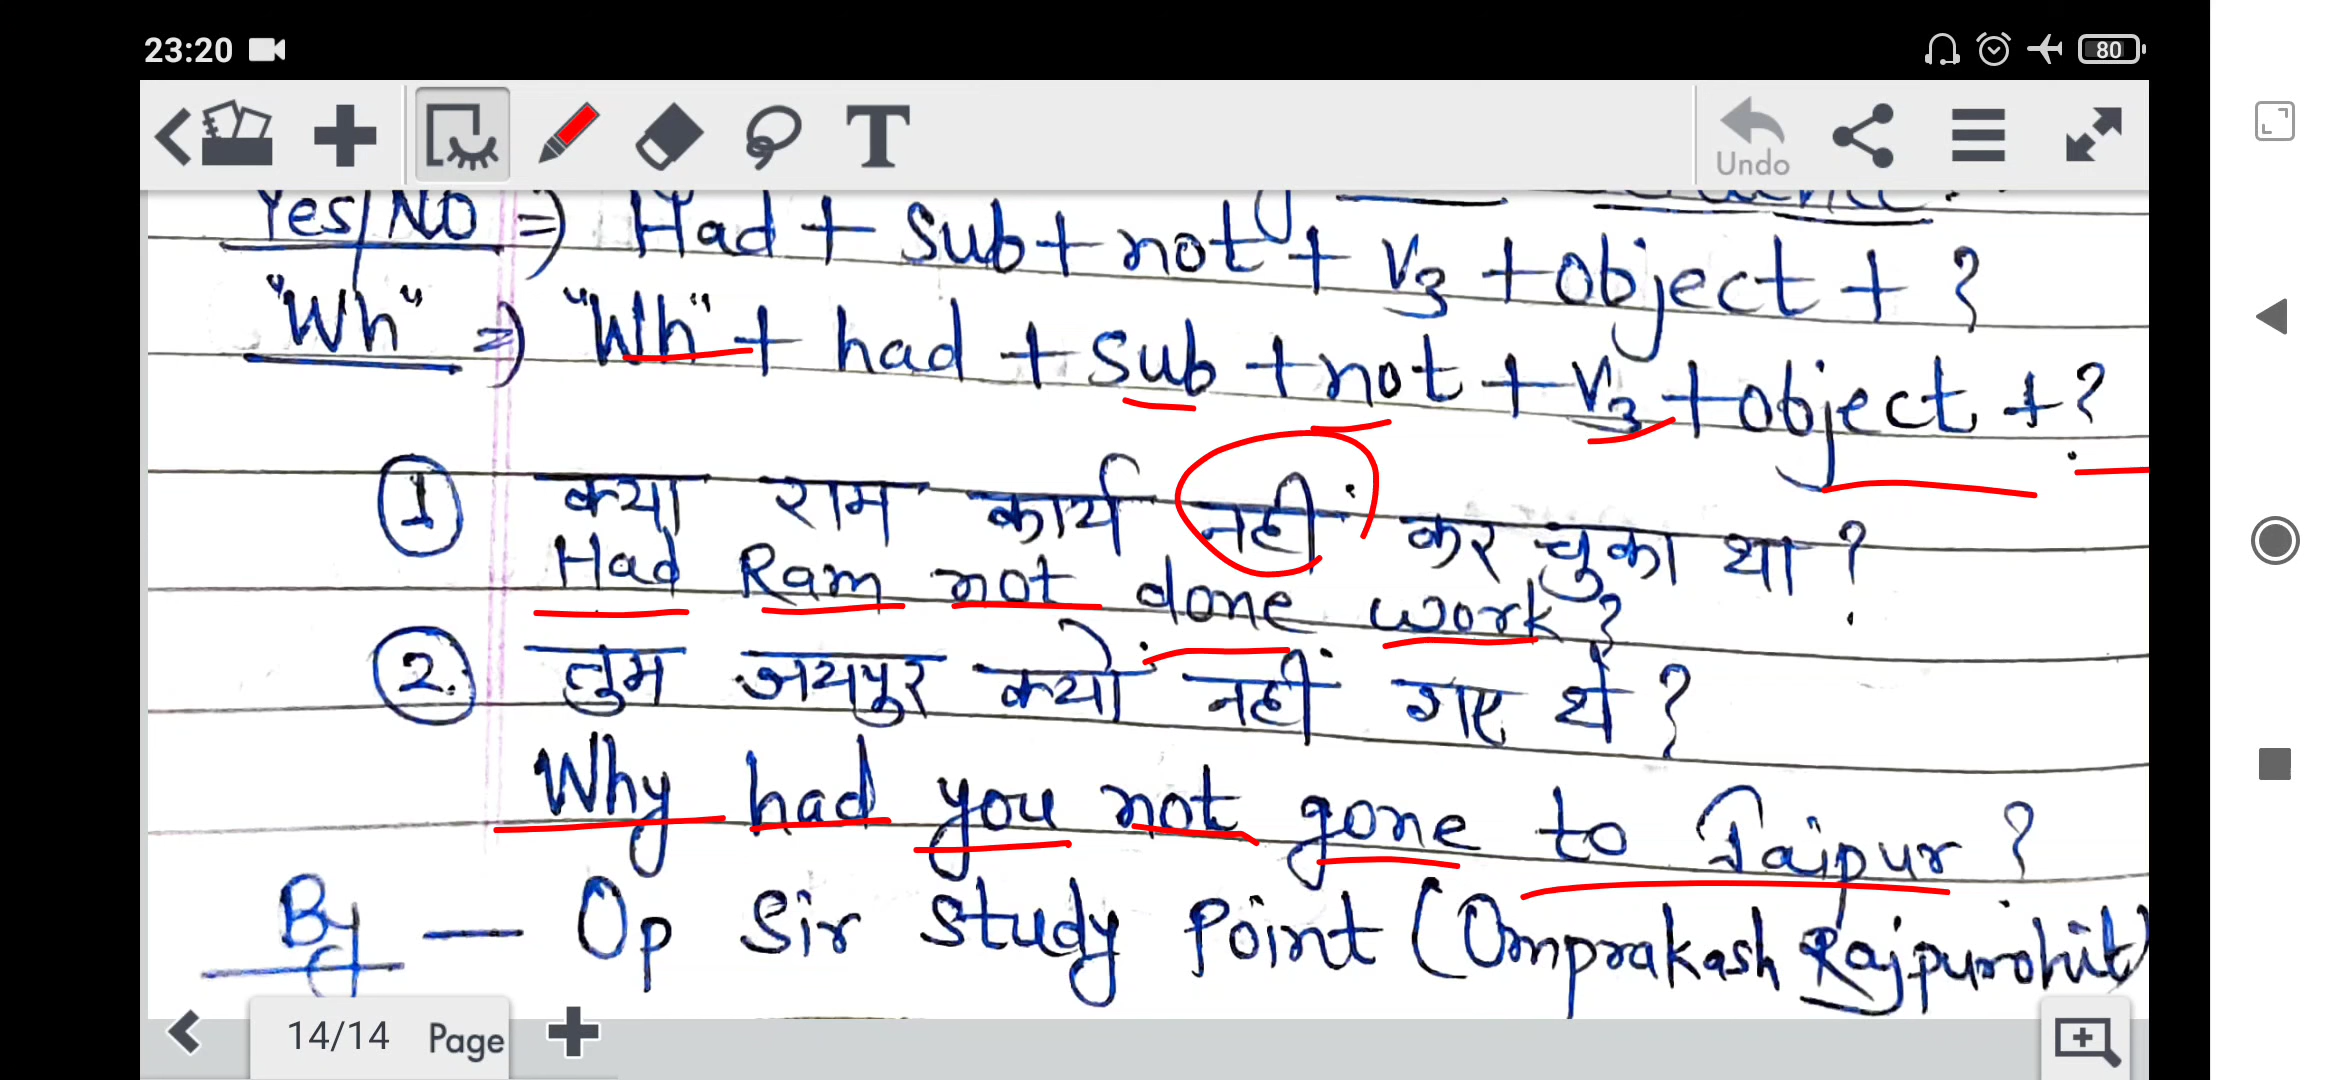 23:20
80
Undo
Yes/No ⇒ Had + Sub + not + V3 + object + ?
"Wh" ⇒ "Wh" + had + sub + not + V3 + object + ?
1 क्या राम कार्य नहीं कर चुका था ?
Had Ram not done work ?
2. तुम जयपुर क्यों नहीं गए थे ?
Why had you not gone to Jaipur ?
By — Op Sir Study Point (Omprakash Rajpurohit)
14/14 Page